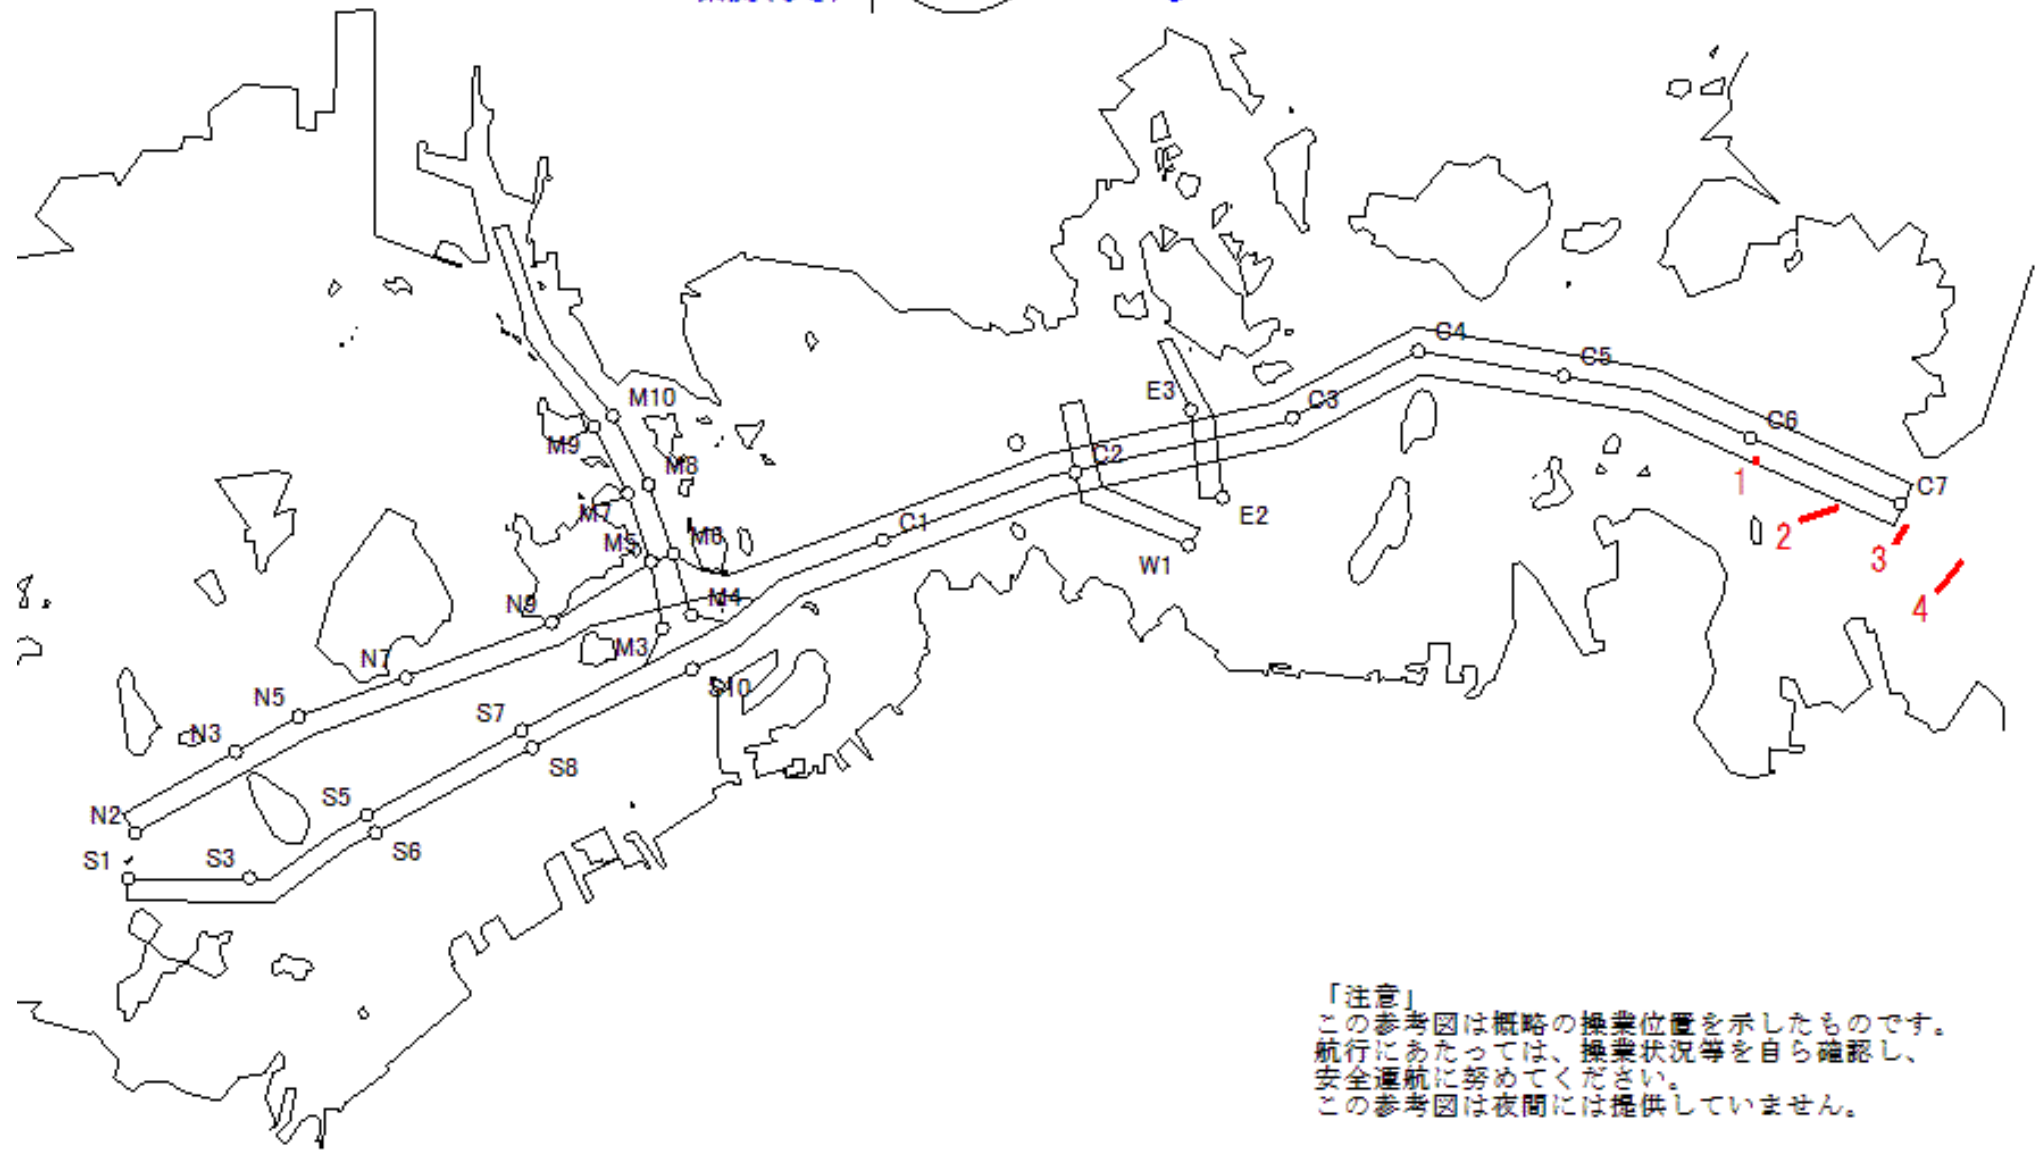 C4
C5
E3
M10
C3
C6
M9
M8
C2
1
C7
M7
E2
C1
2
M5
M6
3
W1
N9
M4
4
M3
N7
S10
N5
S7
N3
S8
S5
N2
S6
S1
S3
「注意」
この参考図は概略の操業位置を示したものです。
航行にあたっては、操業状況等を自ら確認し、
安全運航に努めてください。
この参考図は夜間には提供していません。